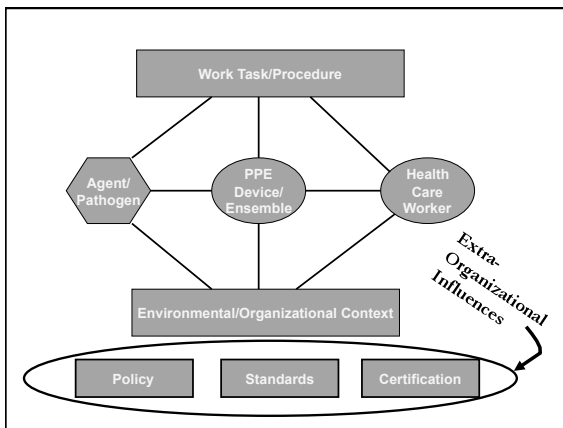 Work Task/Procedure
Agent/
Pathogen
PPE
Device/
Ensemble
Health
Care
Worker
Extra-
Organizational
Influences
Environmental/Organizational Context
Policy
Standards
Certification